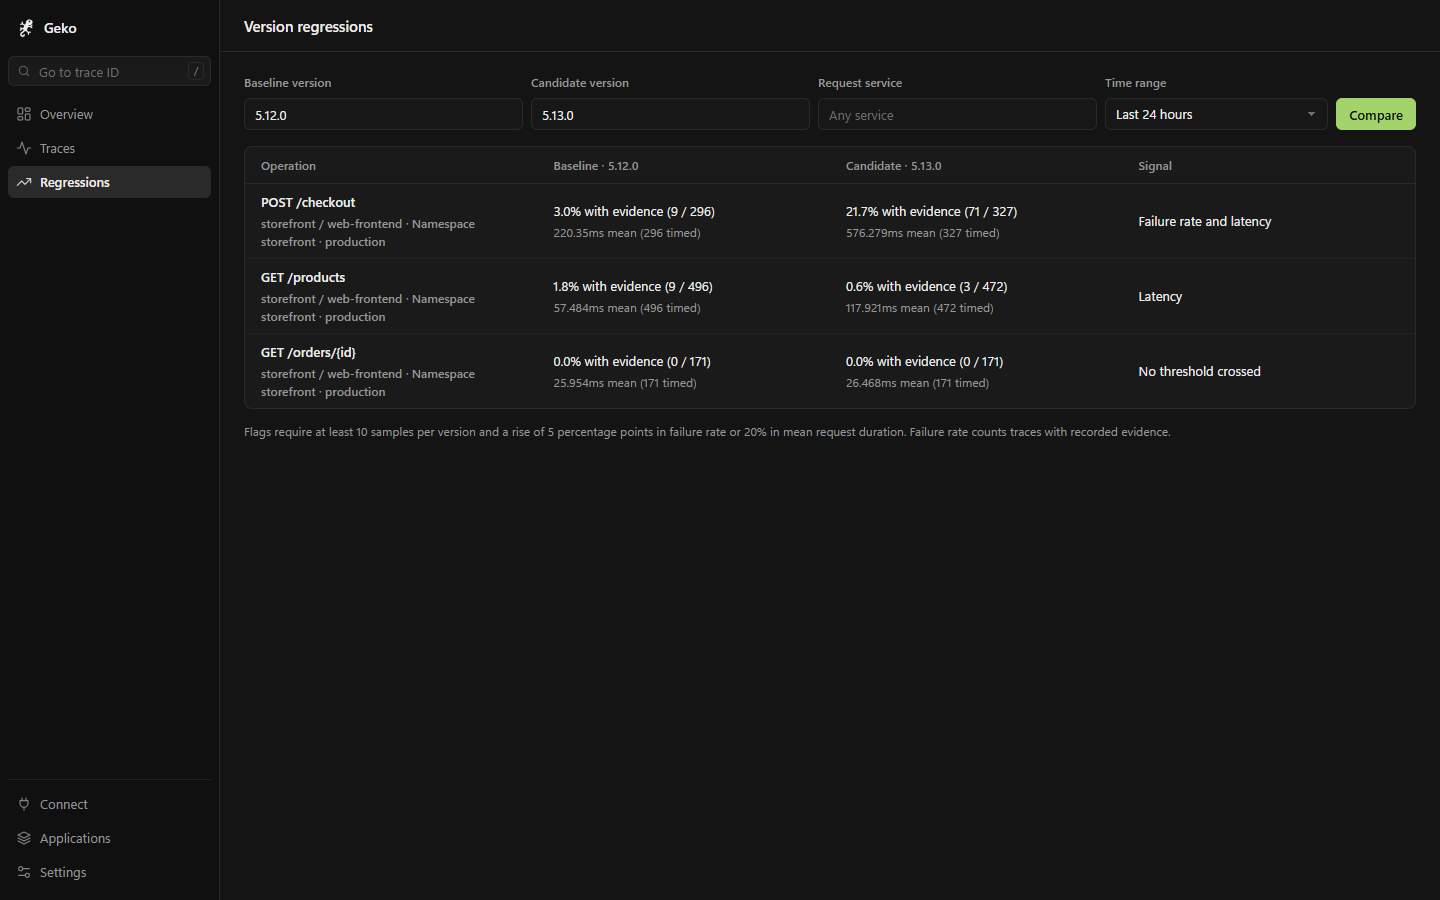 Geko
Version regressions
Go to trace ID /
Overview
Traces
Regressions
Baseline version
Candidate version
Request service
Time range
5.12.0
5.13.0
Any service
Last 24 hours
Compare
Operation
Baseline · 5.12.0
Candidate · 5.13.0
Signal
POST /checkout
storefront / web-frontend · Namespace
storefront · production
3.0% with evidence (9 / 296)
220.35ms mean (296 timed)
21.7% with evidence (71 / 327)
576.279ms mean (327 timed)
Failure rate and latency
GET /products
storefront / web-frontend · Namespace
storefront · production
1.8% with evidence (9 / 496)
57.484ms mean (496 timed)
0.6% with evidence (3 / 472)
117.921ms mean (472 timed)
Latency
GET /orders/{id}
storefront / web-frontend · Namespace
storefront · production
0.0% with evidence (0 / 171)
25.954ms mean (171 timed)
0.0% with evidence (0 / 171)
26.468ms mean (171 timed)
No threshold crossed
Flags require at least 10 samples per version and a rise of 5 percentage points in failure rate or 20% in mean request duration. Failure rate counts traces with recorded evidence.
Connect
Applications
Settings